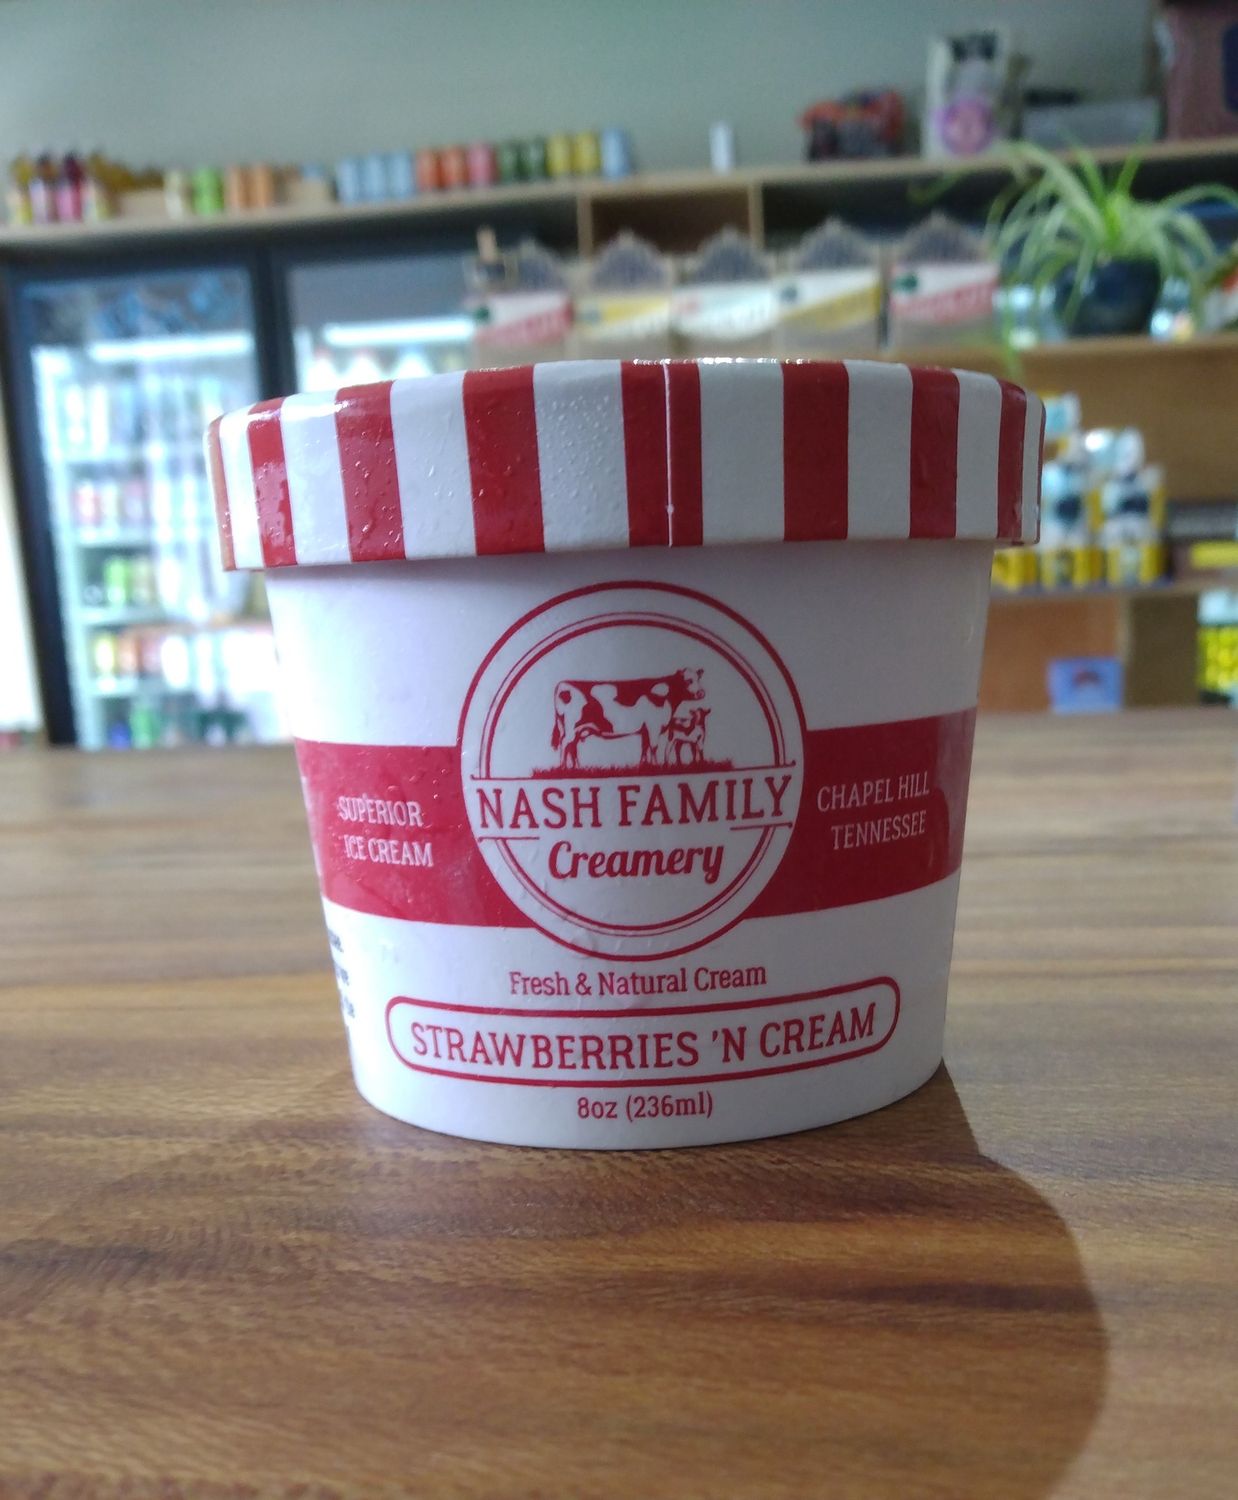 NASH FAMILY
Creamery
SUPERIOR
ICE CREAM
CHAPEL HILL
TENNESSEE
Fresh & Natural Cream
STRAWBERRIES 'N CREAM
8oz (236ml)